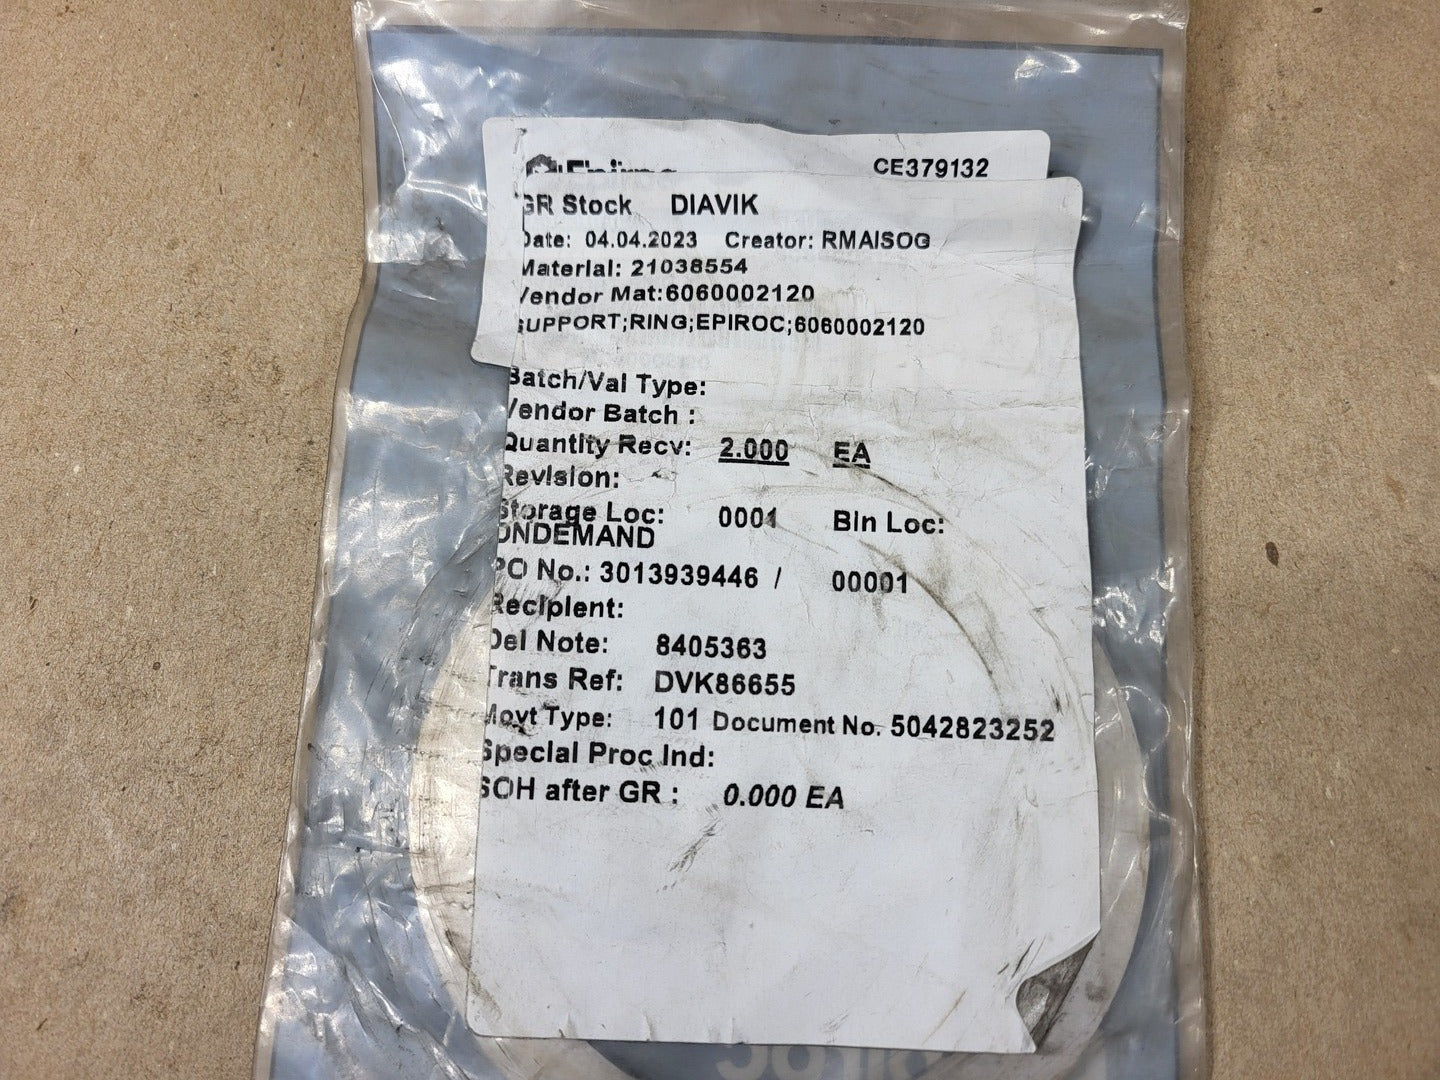 Epiroc CE379132
GR Stock DIAVIK
Date: 04.04.2023 Creator: RMAISOG
Material: 21038554
Vendor Mat:6060002120
SUPPORT;RING;EPIROC;6060002120
Batch/Val Type:
Vendor Batch :
Quantity Recv: 2.000 EA
Revision:
Storage Loc: 0001 Bin Loc:
ONDEMAND
PO No.: 3013939446 / 00001
Recipient:
Del Note: 8405363
Trans Ref: DVK86655
Movt Type: 101 Document No. 5042823252
Special Proc Ind:
SOH after GR : 0.000 EA